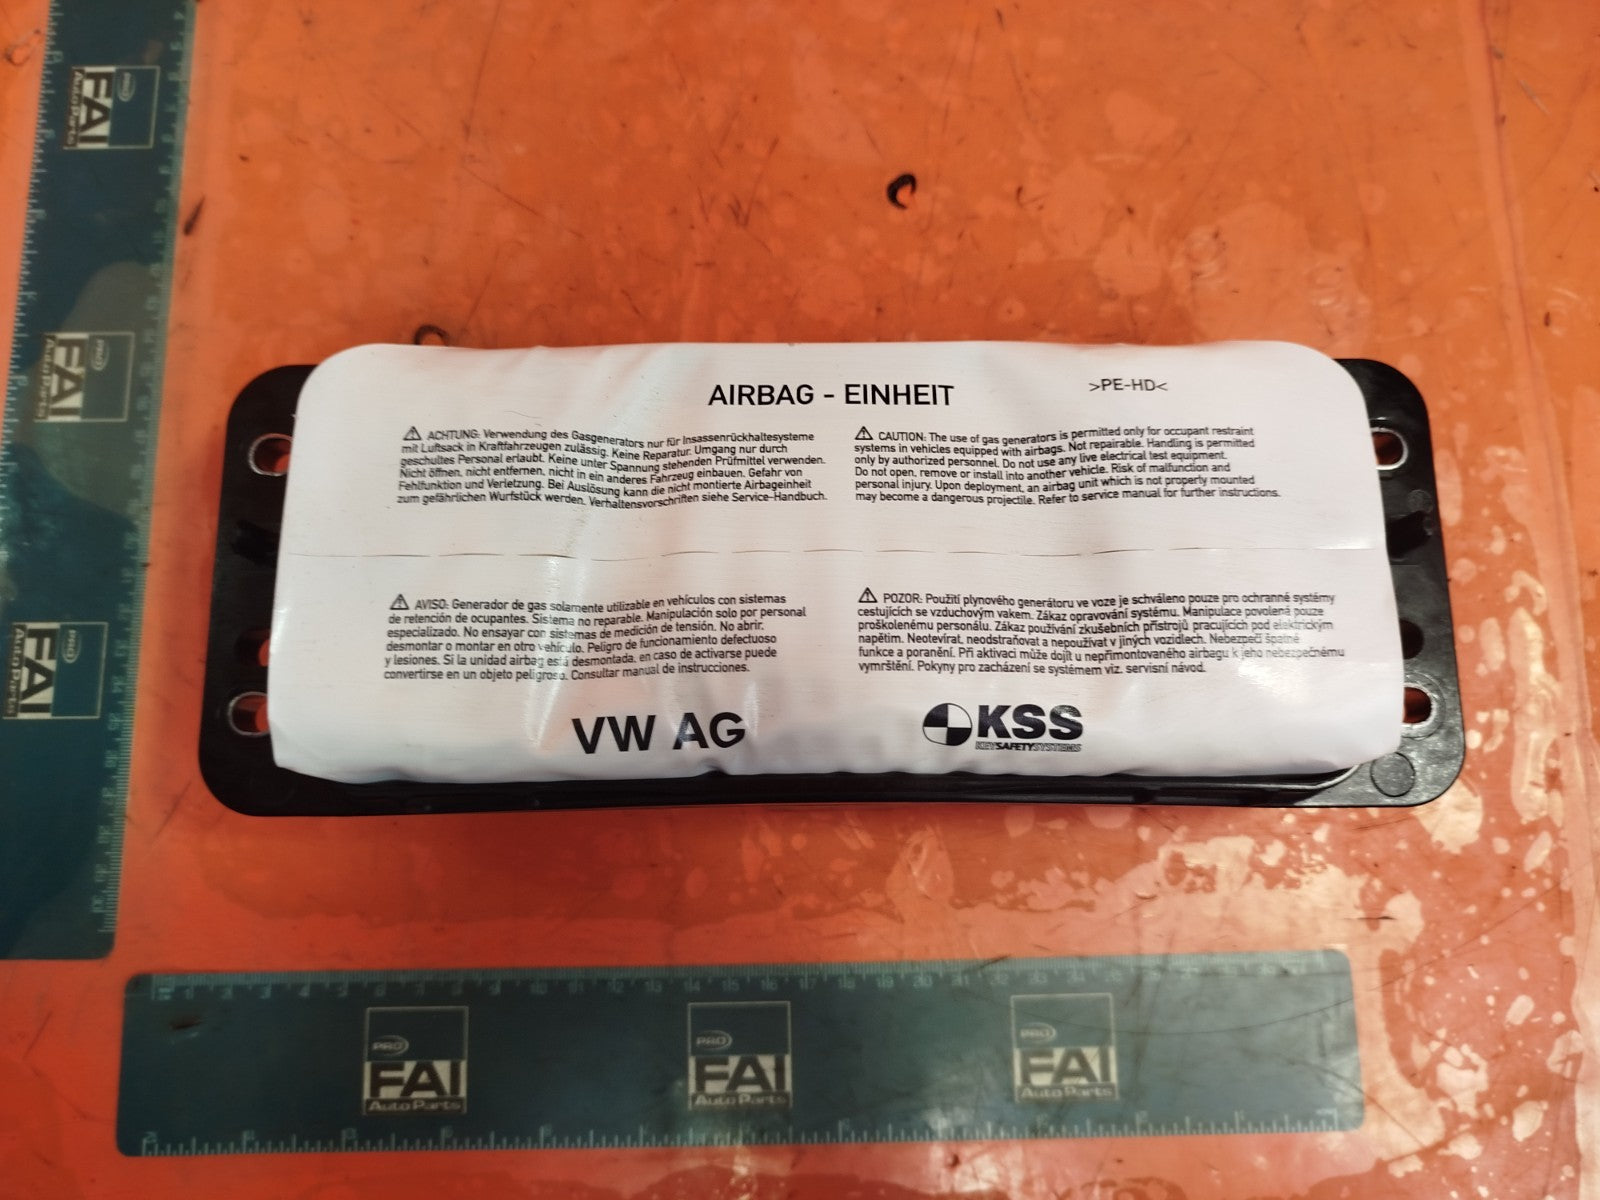 AIRBAG - EINHEIT
>PE-HD<
⚠ ACHTUNG: Verwendung des Gasgenerators nur für Insassenrückhaltesysteme
mit Luftsack in Kraftfahrzeugen zulässig. Keine Reparatur. Umgang nur durch
geschultes Personal erlaubt. Keine unter Spannung stehenden Prüfmittel verwenden.
Nicht öffnen, nicht entfernen, nicht in ein anderes Fahrzeug einbauen. Gefahr von
Fehlfunktion und Verletzung. Bei Auslösung kann die nicht montierte Airbageinheit
zum gefährlichen Wurfstück werden. Verhaltensvorschriften siehe Service-Handbuch.
⚠ CAUTION: The use of gas generators is permitted only for occupant restraint
systems in vehicles equipped with airbags. Not repairable. Handling is permitted
only by authorized personnel. Do not use any live electrical test equipment.
Do not open, remove or install into another vehicle. Risk of malfunction and
personal injury. Upon deployment, an airbag unit which is not properly mounted
may become a dangerous projectile. Refer to service manual for further instructions.
⚠ AVISO: Generador de gas solamente utilizable en vehículos con sistemas
de retención de ocupantes. Sistema no reparable. Manipulación solo por personal
especializado. No ensayar con sistemas de medición de tensión. No abrir,
desmontar o montar en otro vehículo. Peligro de funcionamiento defectuoso
y lesiones. Si la unidad airbag está desmontada, en caso de activarse puede
convertirse en un objeto peligroso. Consultar manual de instrucciones.
⚠ POZOR: Použití plynového generátoru ve voze je schváleno pouze pro ochranné systémy
cestujících se vzduchovým vakem. Zákaz opravování systému. Manipulace povolená pouze
proškolenému personálu. Zákaz používání zkušebních přístrojů pracujících pod elektrickým
napětím. Neotevírat, neodstraňovat a nepoužívat v jiných vozidlech. Nebezpečí špatné
funkce a poranění. Při aktivaci může dojít u nepřimontovaného airbagu k jeho nebezpečnému
vymrštění. Pokyny pro zacházení se systémem viz. servisní návod.
VW AG
KSS
KEYSAFETYSYSTEMS
PRO
FAI
Auto Parts
PRO
FAI
Auto Parts
PRO
FAI
Auto Parts
PRO
FAI
Auto Parts
PRO
FAI
Auto Parts
PRO
FAI
Auto Parts